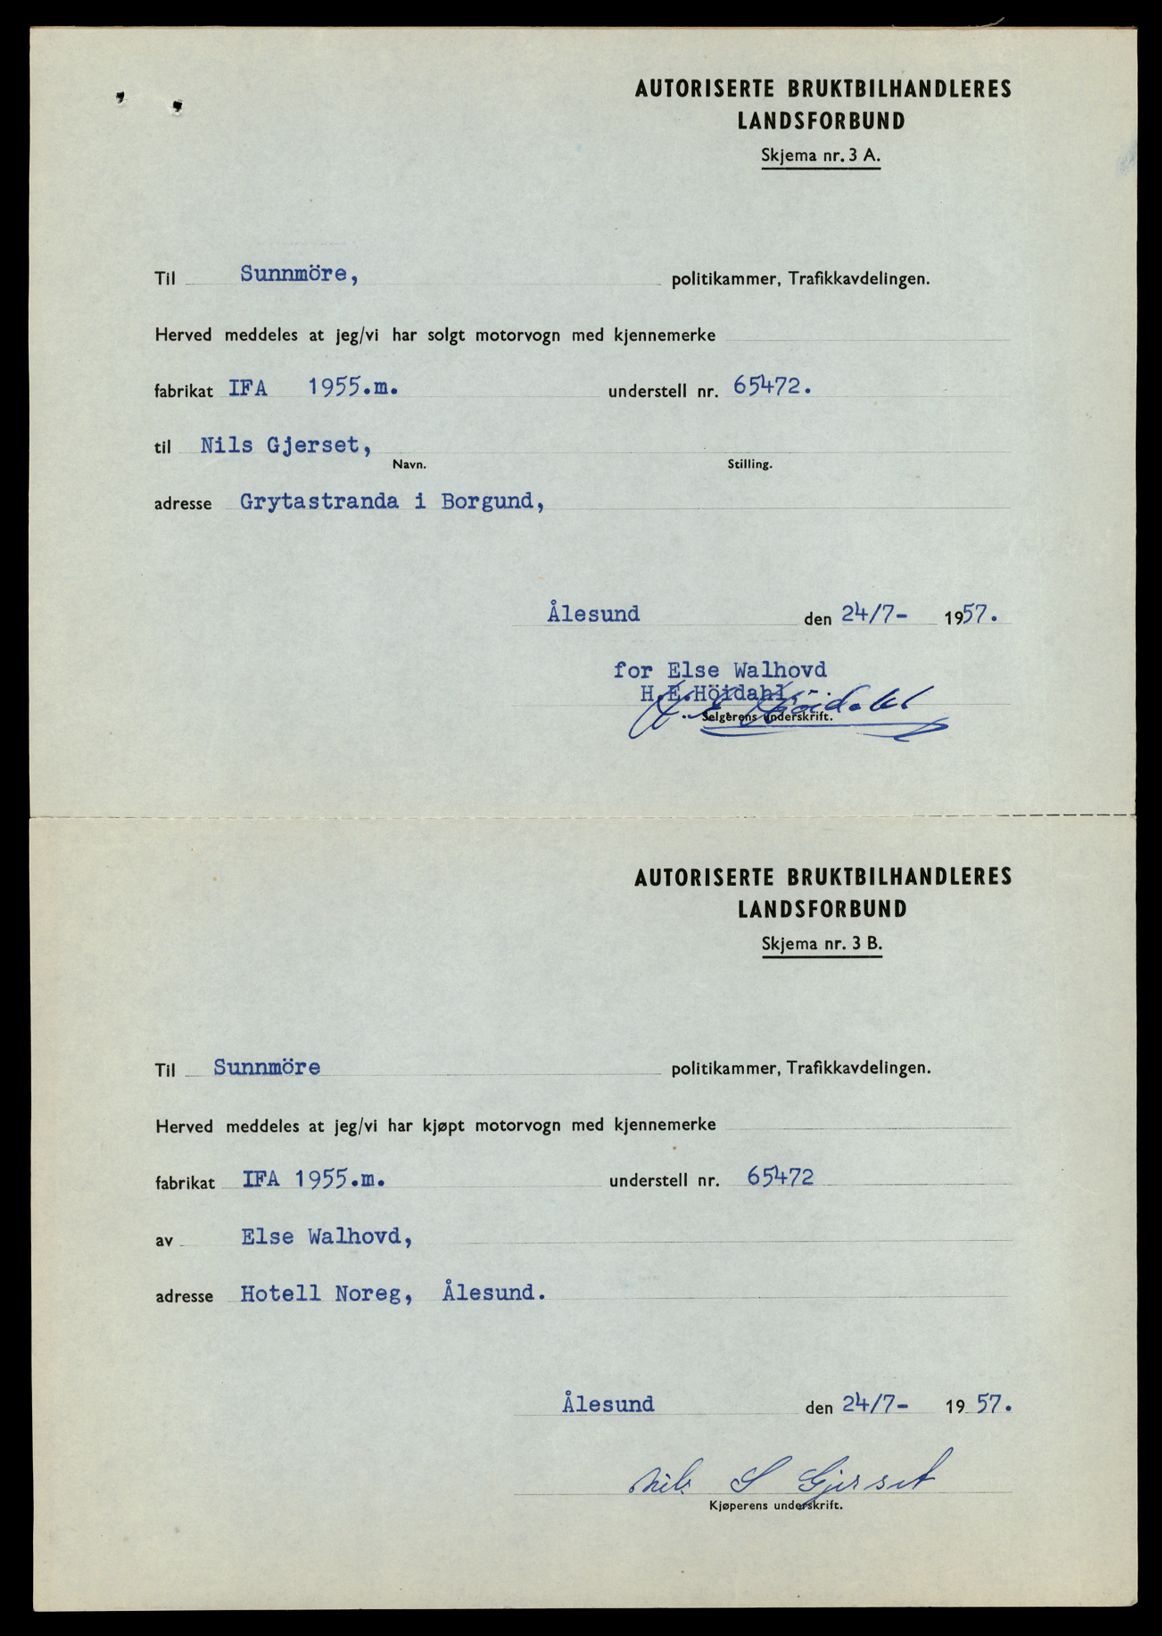 AUTORISERTE BRUKTBILHANDLERES
LANDSFORBUND
Skjema nr. 3 A.
Til Sunnmöre, politikammer, Trafikkavdelingen.
Herved meddeles at jeg/vi har solgt motorvogn med kjennemerke
fabrikat IFA 1955.m. understell nr. 65472.
til Nils Gjerset,
Navn. Stilling.
adresse Grytastranda i Borgund,
Ålesund den 24/7- 1957.
for Else Walhovd
H.E.Höidahl.
H. E. Höidahl
Selgerens underskrift.
AUTORISERTE BRUKTBILHANDLERES
LANDSFORBUND
Skjema nr. 3 B.
Til Sunnmöre politikammer, Trafikkavdelingen.
Herved meddeles at jeg/vi har kjøpt motorvogn med kjennemerke
fabrikat IFA 1955.m. understell nr. 65472
av Else Walhovd,
adresse Hotell Noreg, Ålesund.
Ålesund den 24/7- 1957.
Nils S Gjerset
Kjøperens underskrift.